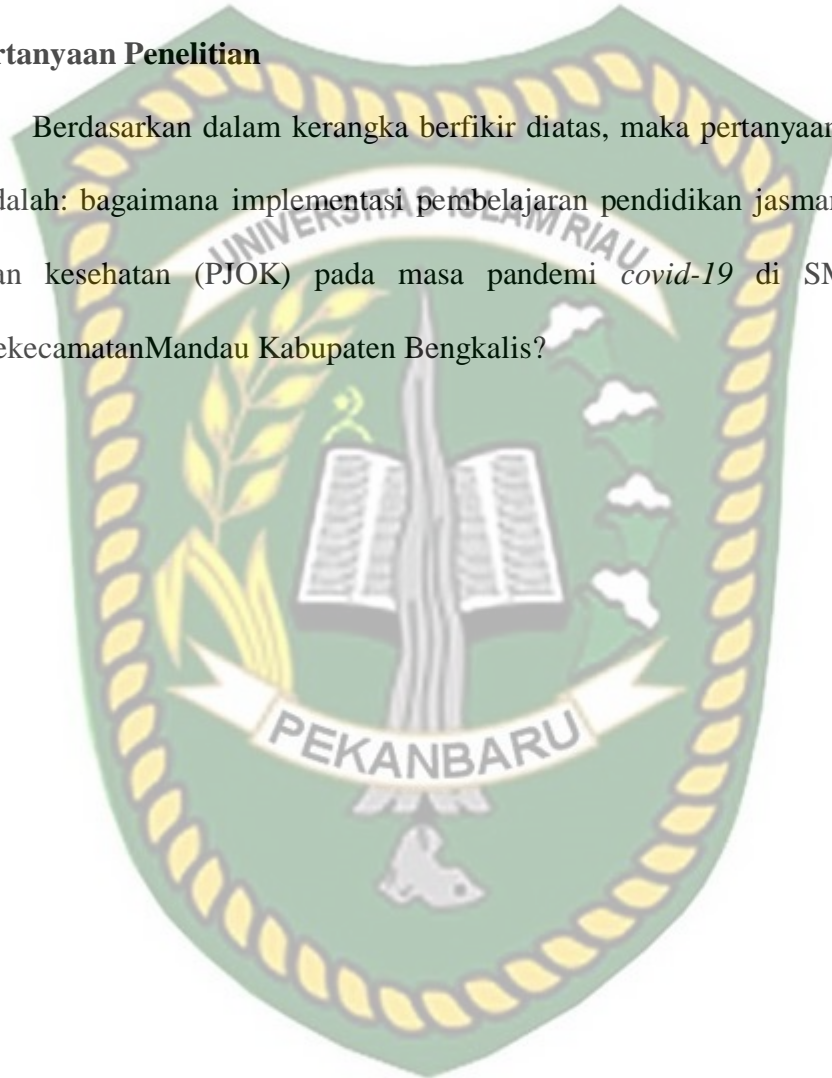 rtanyaan Penelitian
Berdasarkan dalam kerangka berfikir diatas, maka pertanyaan
dalah: bagaimana implementasi pembelajaran pendidikan jasmar
an kesehatan (PJOK) pada masa pandemi covid-19 di SM
ekecamatanMandau Kabupaten Bengkalis?
UNIVERSITAS ISLAM RIAU
PEKANBARU